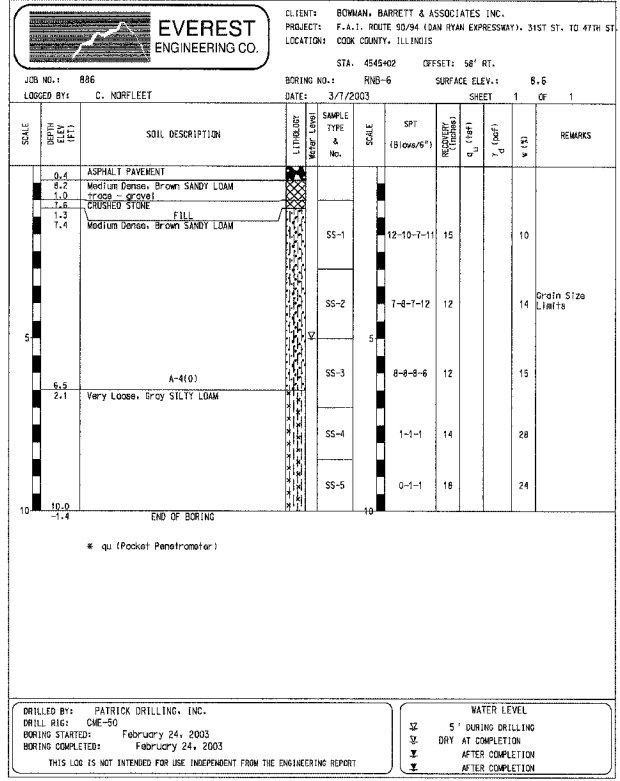 EVEREST
ENGINEERING CO.
CLIENT: BOWMAN, BARRETT & ASSOCIATES INC.
PROJECT: F.A.I. ROUTE 90/94 (DAN RYAN EXPRESSWAY), 31ST ST. TO 47TH ST
LOCATION: COOK COUNTY, ILLINOIS
STA. 4545+02 OFFSET: 58' RT.
JOB NO.: 886
BORING NO.: RNB-6 SURFACE ELEV.: 8.6
LOGGED BY: C. NORFLEET
DATE: 3/7/2003 SHEET 1 OF 1
SCALE
DEPTH ELEV (FT)
SOIL DESCRIPTION
LITHOLOGY
Water Level
SAMPLE TYPE & No.
SCALE
SPT (Blows/6")
RECOVERY (Inches)
qu (tsf)
γd (pcf)
w (%)
REMARKS
0.4 ASPHALT PAVEMENT
8.2 Medium Dense, Brown SANDY LOAM
1.0 trace - gravel
7.6 CRUSHED STONE
1.3 FILL
7.4 Medium Dense, Brown SANDY LOAM
SS-1 12-10-7-11 15 10
SS-2 7-8-7-12 12 14 Grain Size Limits
5 5
SS-3 8-8-8-6 12 15
A-4(0)
6.5
2.1 Very Loose, Gray SILTY LOAM
SS-4 1-1-1 14 28
SS-5 0-1-1 18 24
10 10.0 10
-1.4 END OF BORING
* qu (Pocket Penetrometer)
DRILLED BY: PATRICK DRILLING, INC.
DRILL RIG: CME-50
BORING STARTED: February 24, 2003
BORING COMPLETED: February 24, 2003
THIS LOG IS NOT INTENDED FOR USE INDEPENDENT FROM THE ENGINEERING REPORT
WATER LEVEL
5 ' DURING DRILLING
DRY AT COMPLETION
AFTER COMPLETION
AFTER COMPLETION